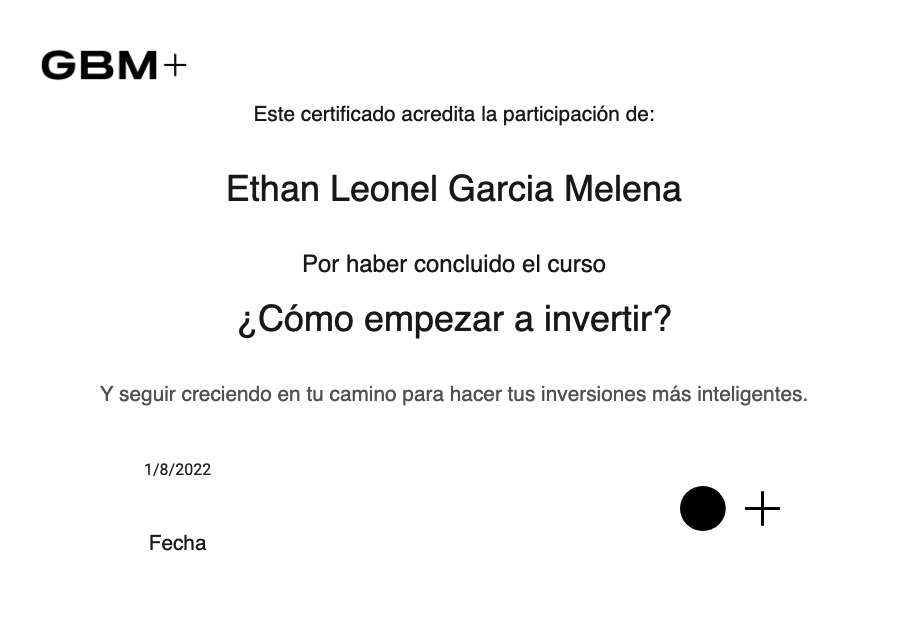 GBM+
Este certificado acredita la participación de:
Ethan Leonel Garcia Melena
Por haber concluido el curso
¿Cómo empezar a invertir?
Y seguir creciendo en tu camino para hacer tus inversiones más inteligentes.
1/8/2022
Fecha